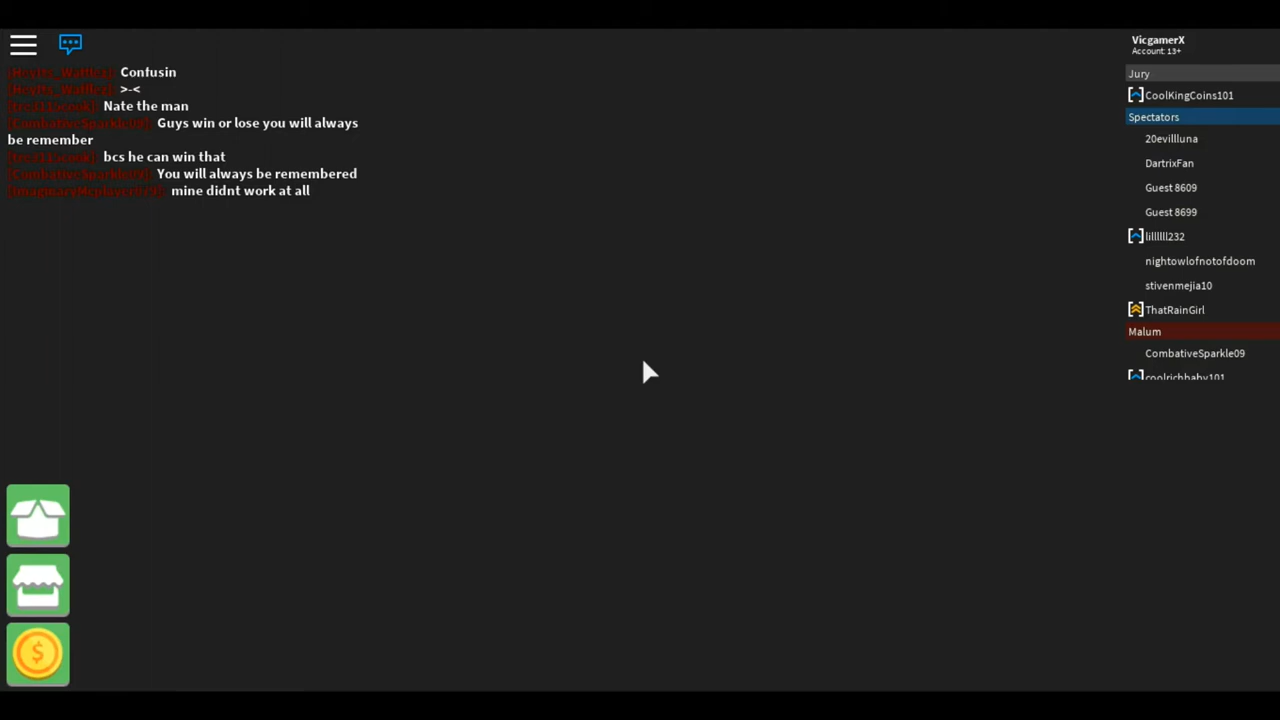 VicgamerX
Account: 13+
Confusin
>-<
Nate the man
Guys win or lose you will always
be remember
bcs he can win that
You will always be remembered
mine didnt work at all
Jury
CoolKingCoins101
Spectators
20evillluna
DartrixFan
Guest 8609
Guest 8699
nightowlofnotofdoom
stivenmejia10
ThatRainGirl
Malum
CombativeSparkle09
coolrichbaby101
$